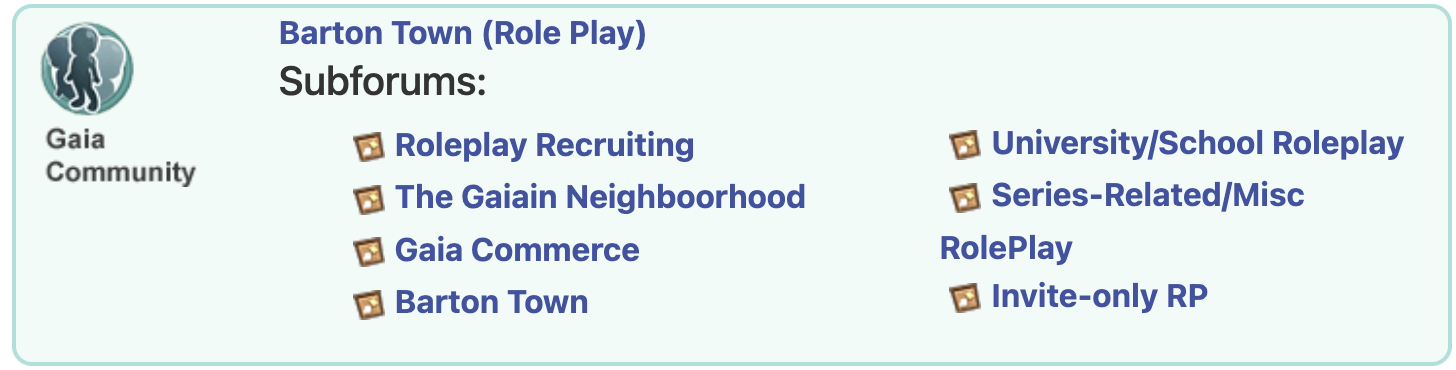 Gaia
Community
Barton Town (Role Play)
Subforums:
Roleplay Recruiting
The Gaiain Neighboorhood
Gaia Commerce
Barton Town
University/School Roleplay
Series-Related/Misc
RolePlay
Invite-only RP